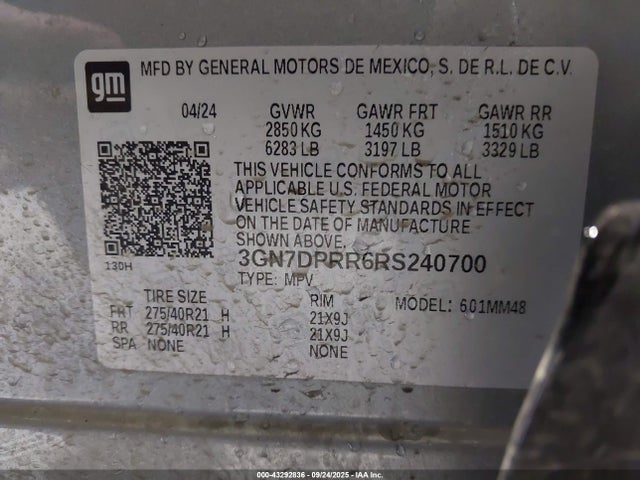 gm
MFD BY GENERAL MOTORS DE MEXICO, S. DE R.L. DE C.V.
04/24 GVWR GAWR FRT GAWR RR
2850 KG 1450 KG 1510 KG
6283 LB 3197 LB 3329 LB
THIS VEHICLE CONFORMS TO ALL
APPLICABLE U.S. FEDERAL MOTOR
VEHICLE SAFETY STANDARDS IN EFFECT
ON THE DATE OF MANUFACTURE
SHOWN ABOVE.
130H
3GN7DPRR6RS240700
TYPE: MPV
TIRE SIZE RIM MODEL: 601MM48
FRT 275/40R21 H 21X9J
RR 275/40R21 H 21X9J
SPA NONE NONE
000-43292836 - 09/24/2025 - IAA Inc.